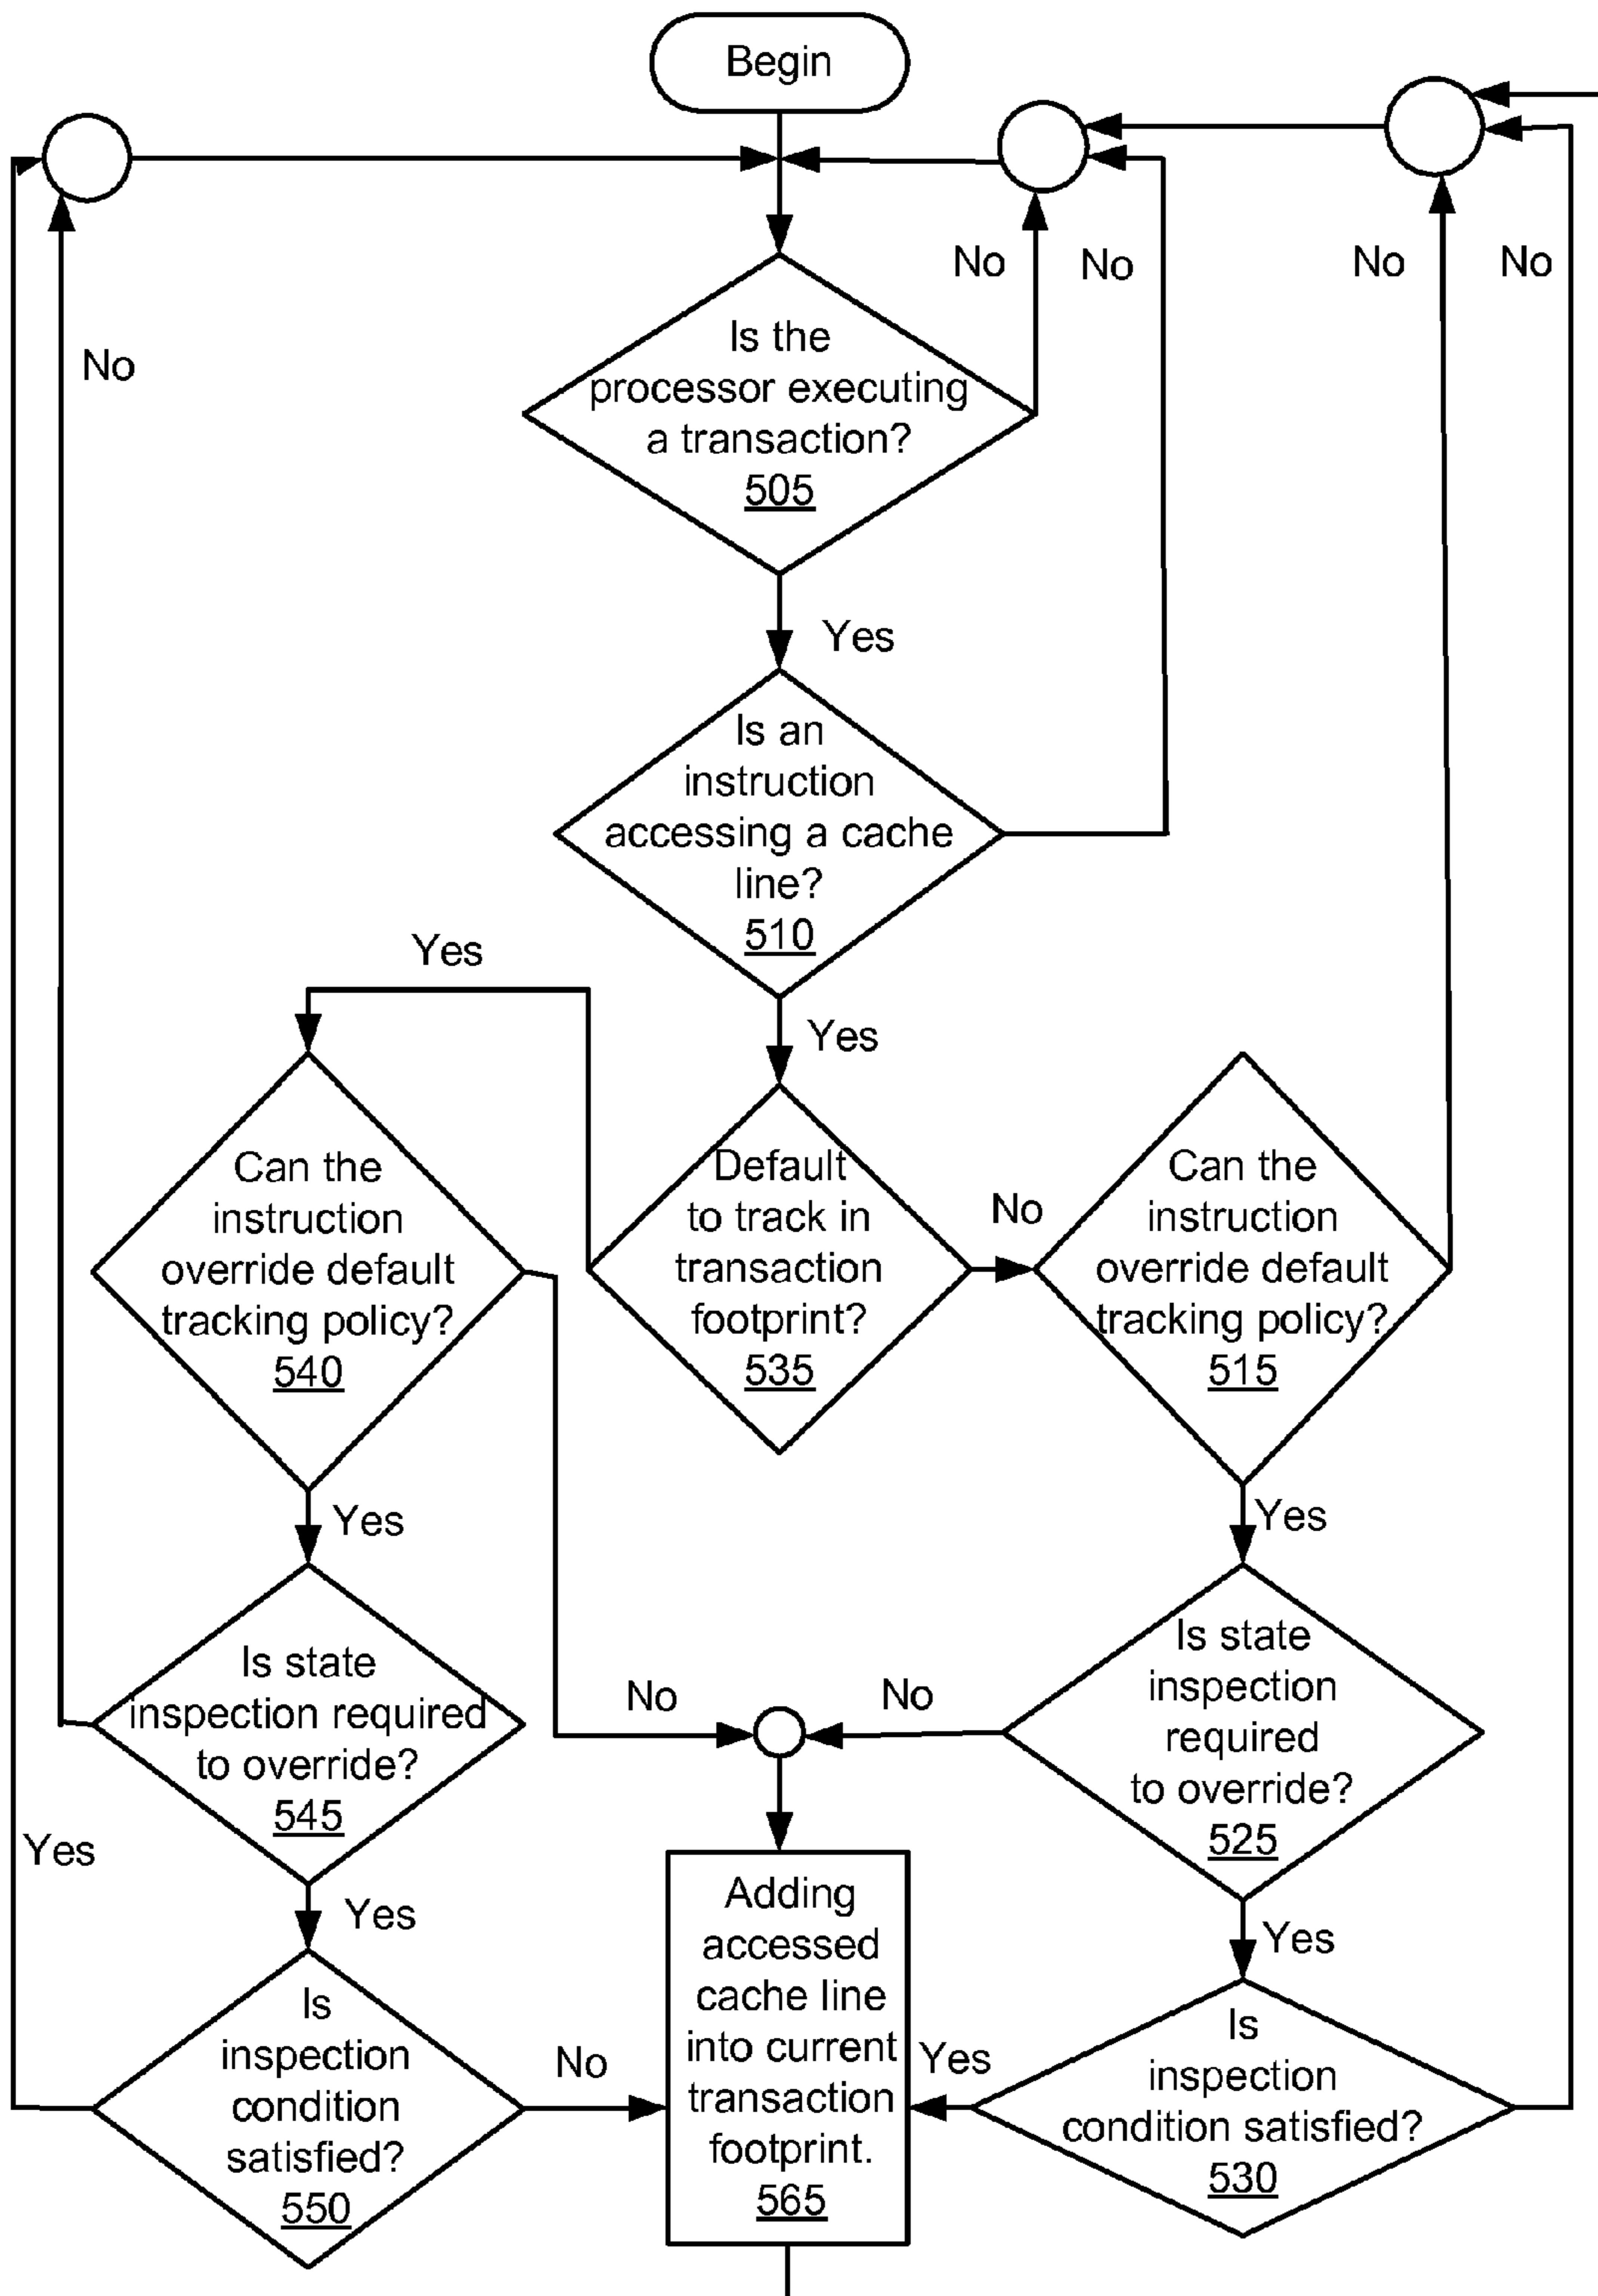 Begin
No
No
No
No
No
Is the
processor executing
a transaction?
505
Yes
Is an
instruction
accessing a cache
line?
510
Yes
Yes
Can the
instruction
override default
tracking policy?
540
Default
to track in
transaction
footprint?
535
No
Can the
instruction
override default
tracking policy?
515
Yes
Yes
Is state
inspection required
to override?
545
No
No
Is state
inspection
required
to override?
525
Yes
Yes
Yes
Is
inspection
condition
satisfied?
550
No
Adding
accessed
cache line
into current
transaction
footprint.
565
Yes
Is
inspection
condition satisfied?
530